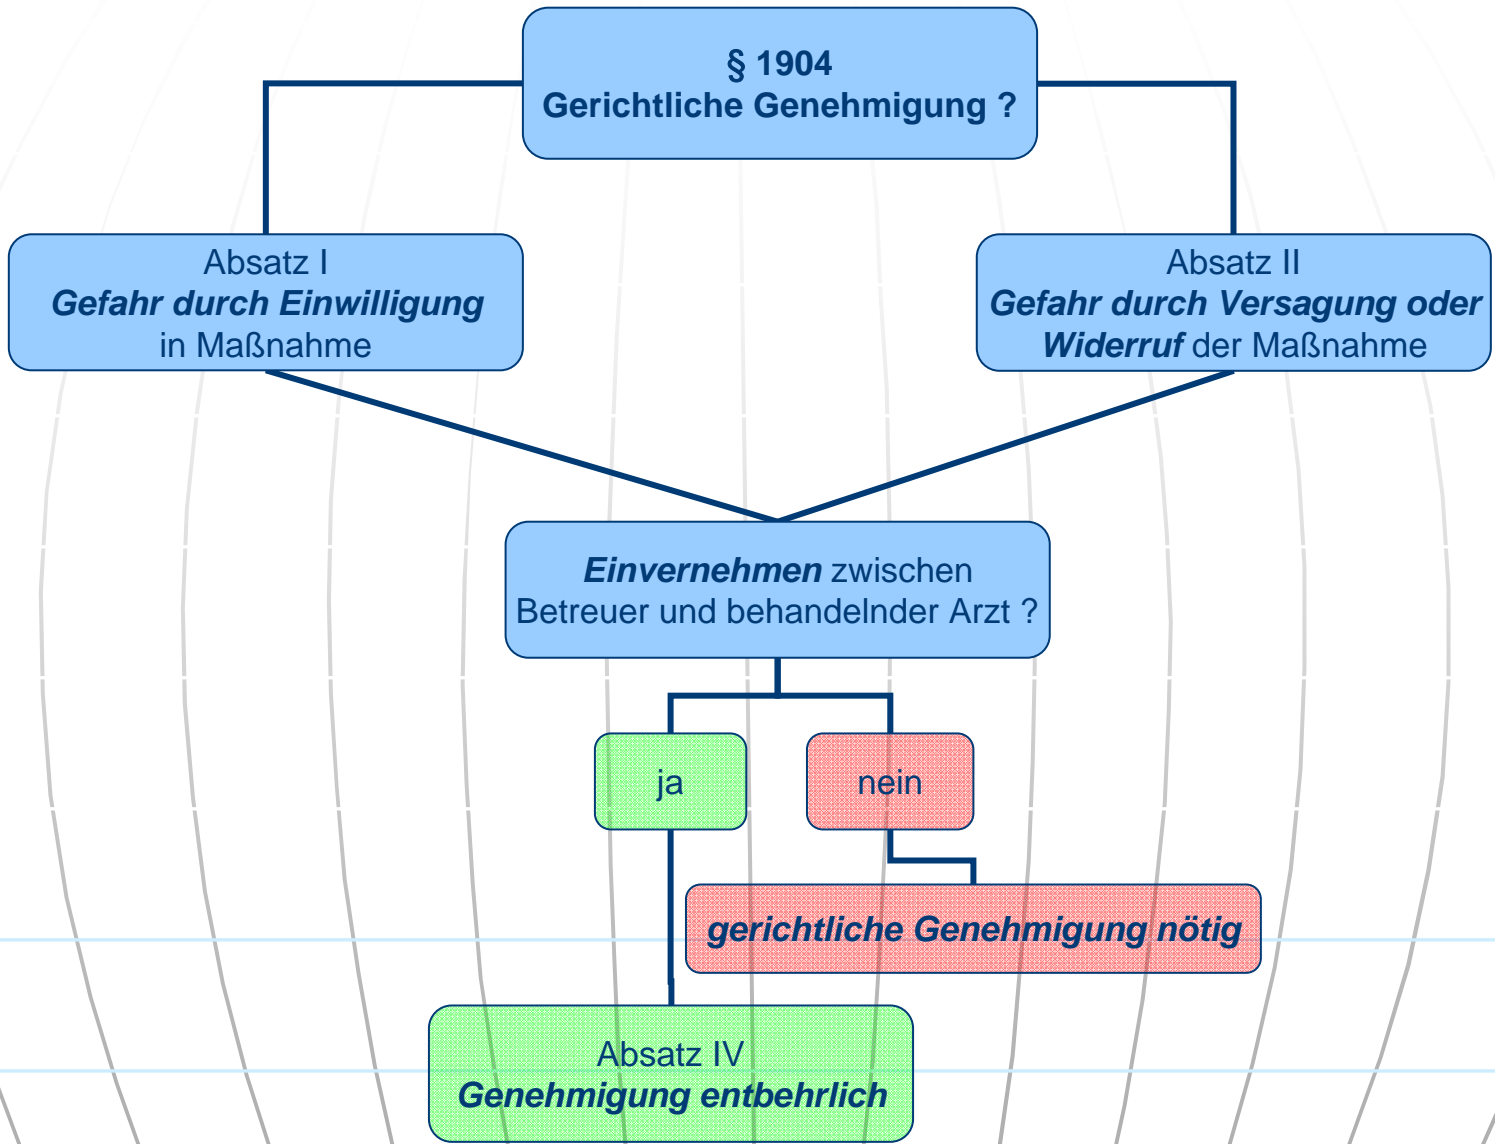 § 1904
Gerichtliche Genehmigung ?
Absatz I
Gefahr durch Einwilligung
in Maßnahme
Absatz II
Gefahr durch Versagung oder
Widerruf der Maßnahme
Einvernehmen zwischen
Betreuer und behandelnder Arzt ?
ja
nein
gerichtliche Genehmigung nötig
Absatz IV
Genehmigung entbehrlich